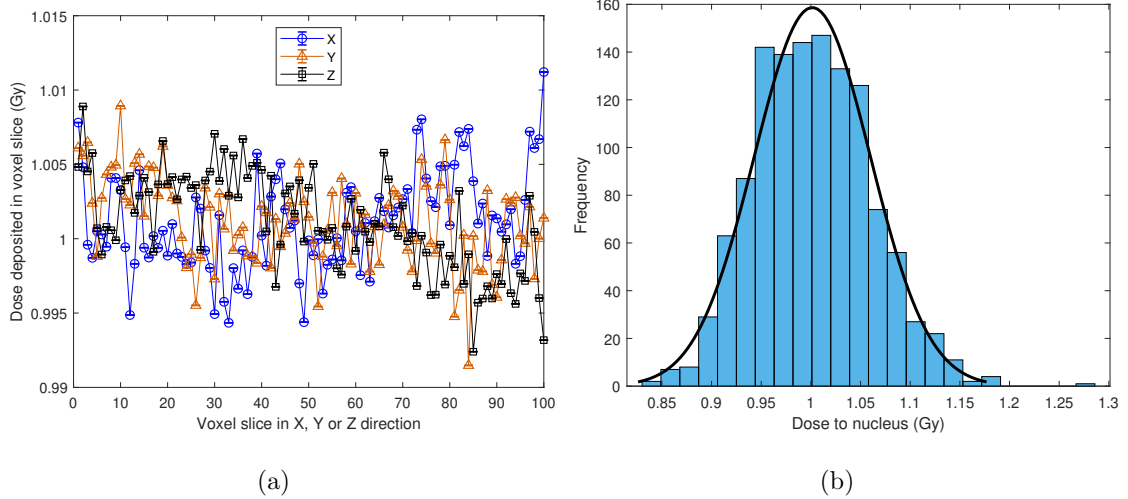 1.015
1.01
1.005
1
0.995
0.99
Dose deposited in voxel slice (Gy)
X
Y
Z
0 10 20 30 40 50 60 70 80 90 100
Voxel slice in X, Y or Z direction
(a)
160
140
120
100
80
60
40
20
0
Frequency
0.85 0.9 0.95 1 1.05 1.1 1.15 1.2 1.25 1.3
Dose to nucleus (Gy)
(b)